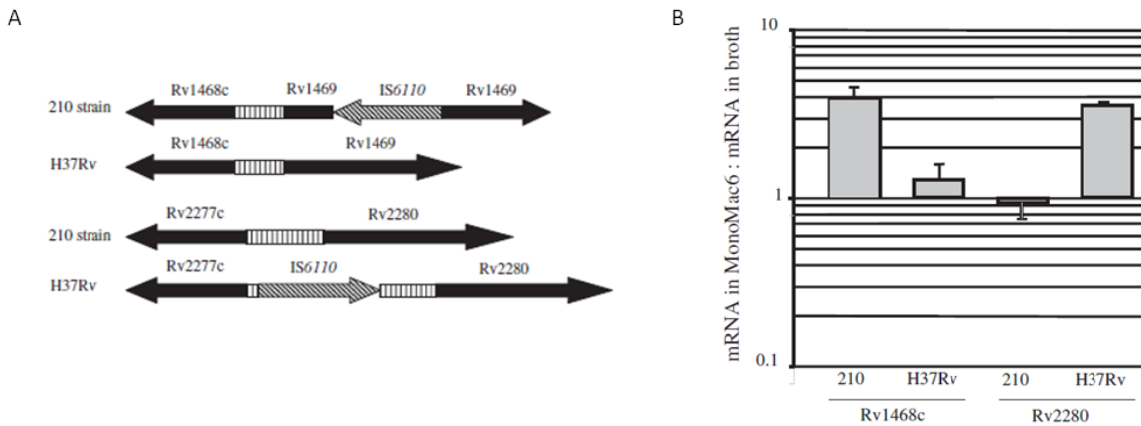 A
Rv1468c Rv1469 IS6110 Rv1469
210 strain
Rv1468c Rv1469
H37Rv
Rv2277c Rv2280
210 strain
Rv2277c IS6110 Rv2280
H37Rv
B
mRNA in MonoMac6 : mRNA in broth
10
1
0.1
210 H37Rv 210 H37Rv
Rv1468c Rv2280